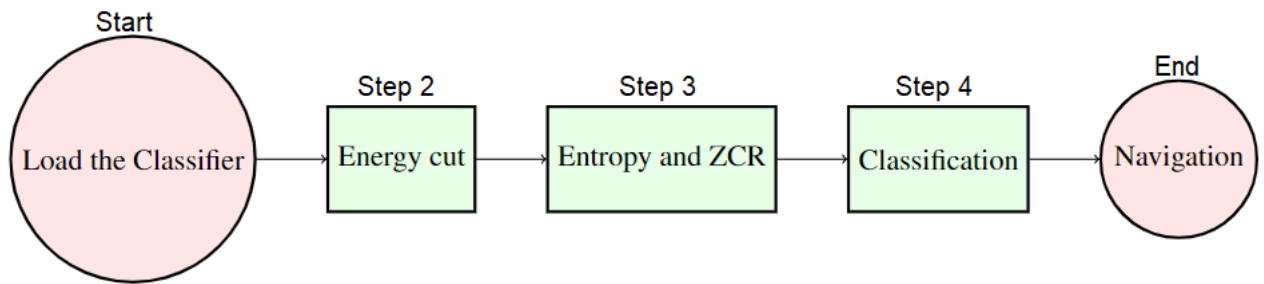 Start
Load the Classifier
Step 2
Energy cut
Step 3
Entropy and ZCR
Step 4
Classification
End
Navigation